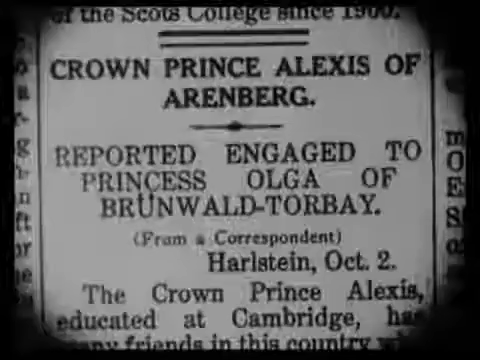 of the Scots College since 1900.
CROWN PRINCE ALEXIS OF
ARENBERG.
REPORTED ENGAGED TO
PRINCESS OLGA OF
BRUNWALD-TORBAY.
(From a Correspondent)
Harlstein, Oct. 2.
The Crown Prince Alexis,
educated at Cambridge, has
many friends in this country